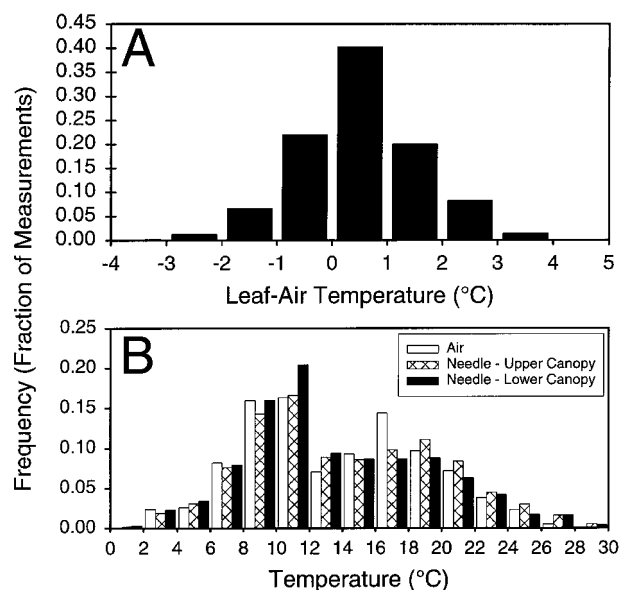 A
0.45
0.40
0.35
0.30
0.25
0.20
0.15
0.10
0.05
0.00
-4 -3 -2 -1 0 1 2 3 4 5
Leaf-Air Temperature (°C)
Frequency (Fraction of Measurements)
B
0.25
0.20
0.15
0.10
0.05
0.00
Air
Needle - Upper Canopy
Needle - Lower Canopy
0 2 4 6 8 10 12 14 16 18 20 22 24 26 28 30
Temperature (°C)